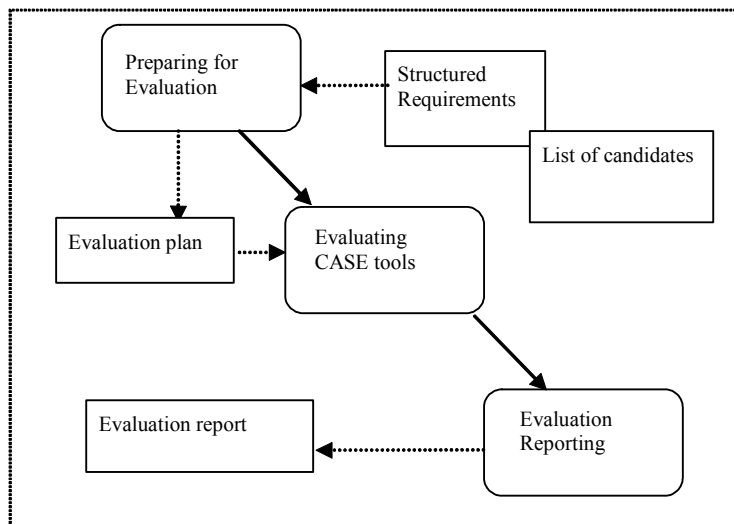 Preparing for
Evaluation
Structured
Requirements
List of candidates
Evaluation plan
Evaluating
CASE tools
Evaluation report
Evaluation
Reporting